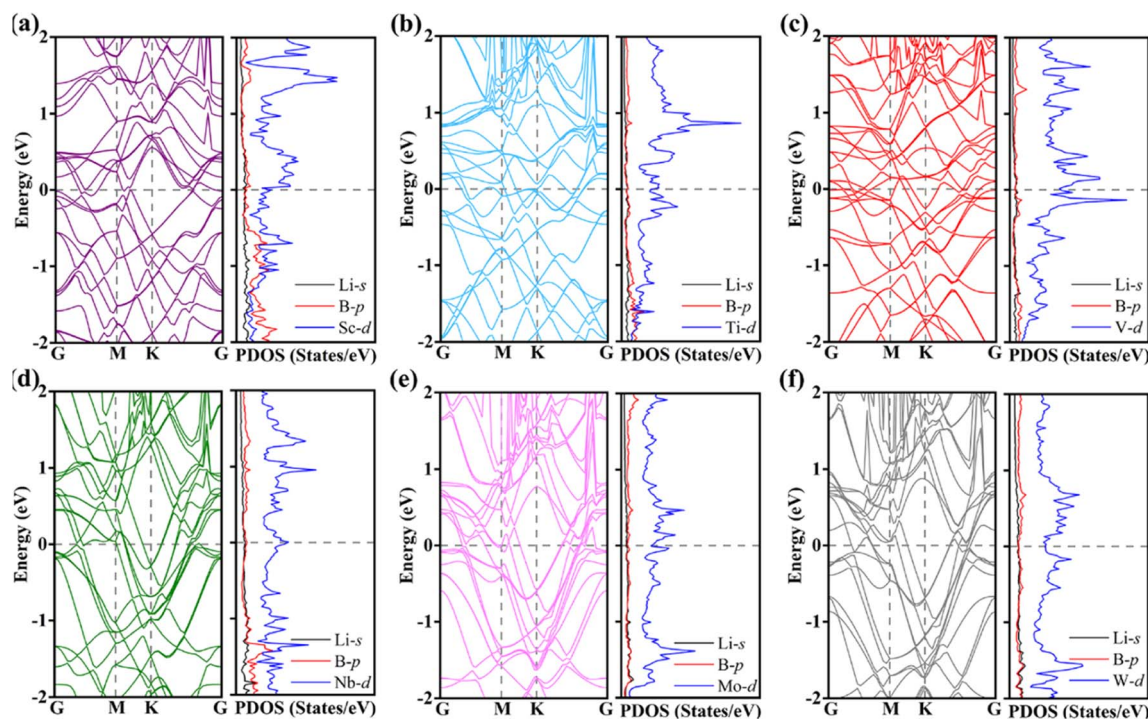 (a)
2
1
0
-1
-2
Energy (eV)
G M K G
Li-s
B-p
Sc-d
PDOS (States/eV)
(b)
2
1
0
-1
-2
Energy (eV)
G M K G
Li-s
B-p
Ti-d
PDOS (States/eV)
(c)
2
1
0
-1
-2
Energy (eV)
G M K G
Li-s
B-p
V-d
PDOS (States/eV)
(d)
2
1
0
-1
-2
Energy (eV)
G M K G
Li-s
B-p
Nb-d
PDOS (States/eV)
(e)
2
1
0
-1
-2
Energy (eV)
G M K G
Li-s
B-p
Mo-d
PDOS (States/eV)
(f)
2
1
0
-1
-2
Energy (eV)
G M K G
Li-s
B-p
W-d
PDOS (States/eV)